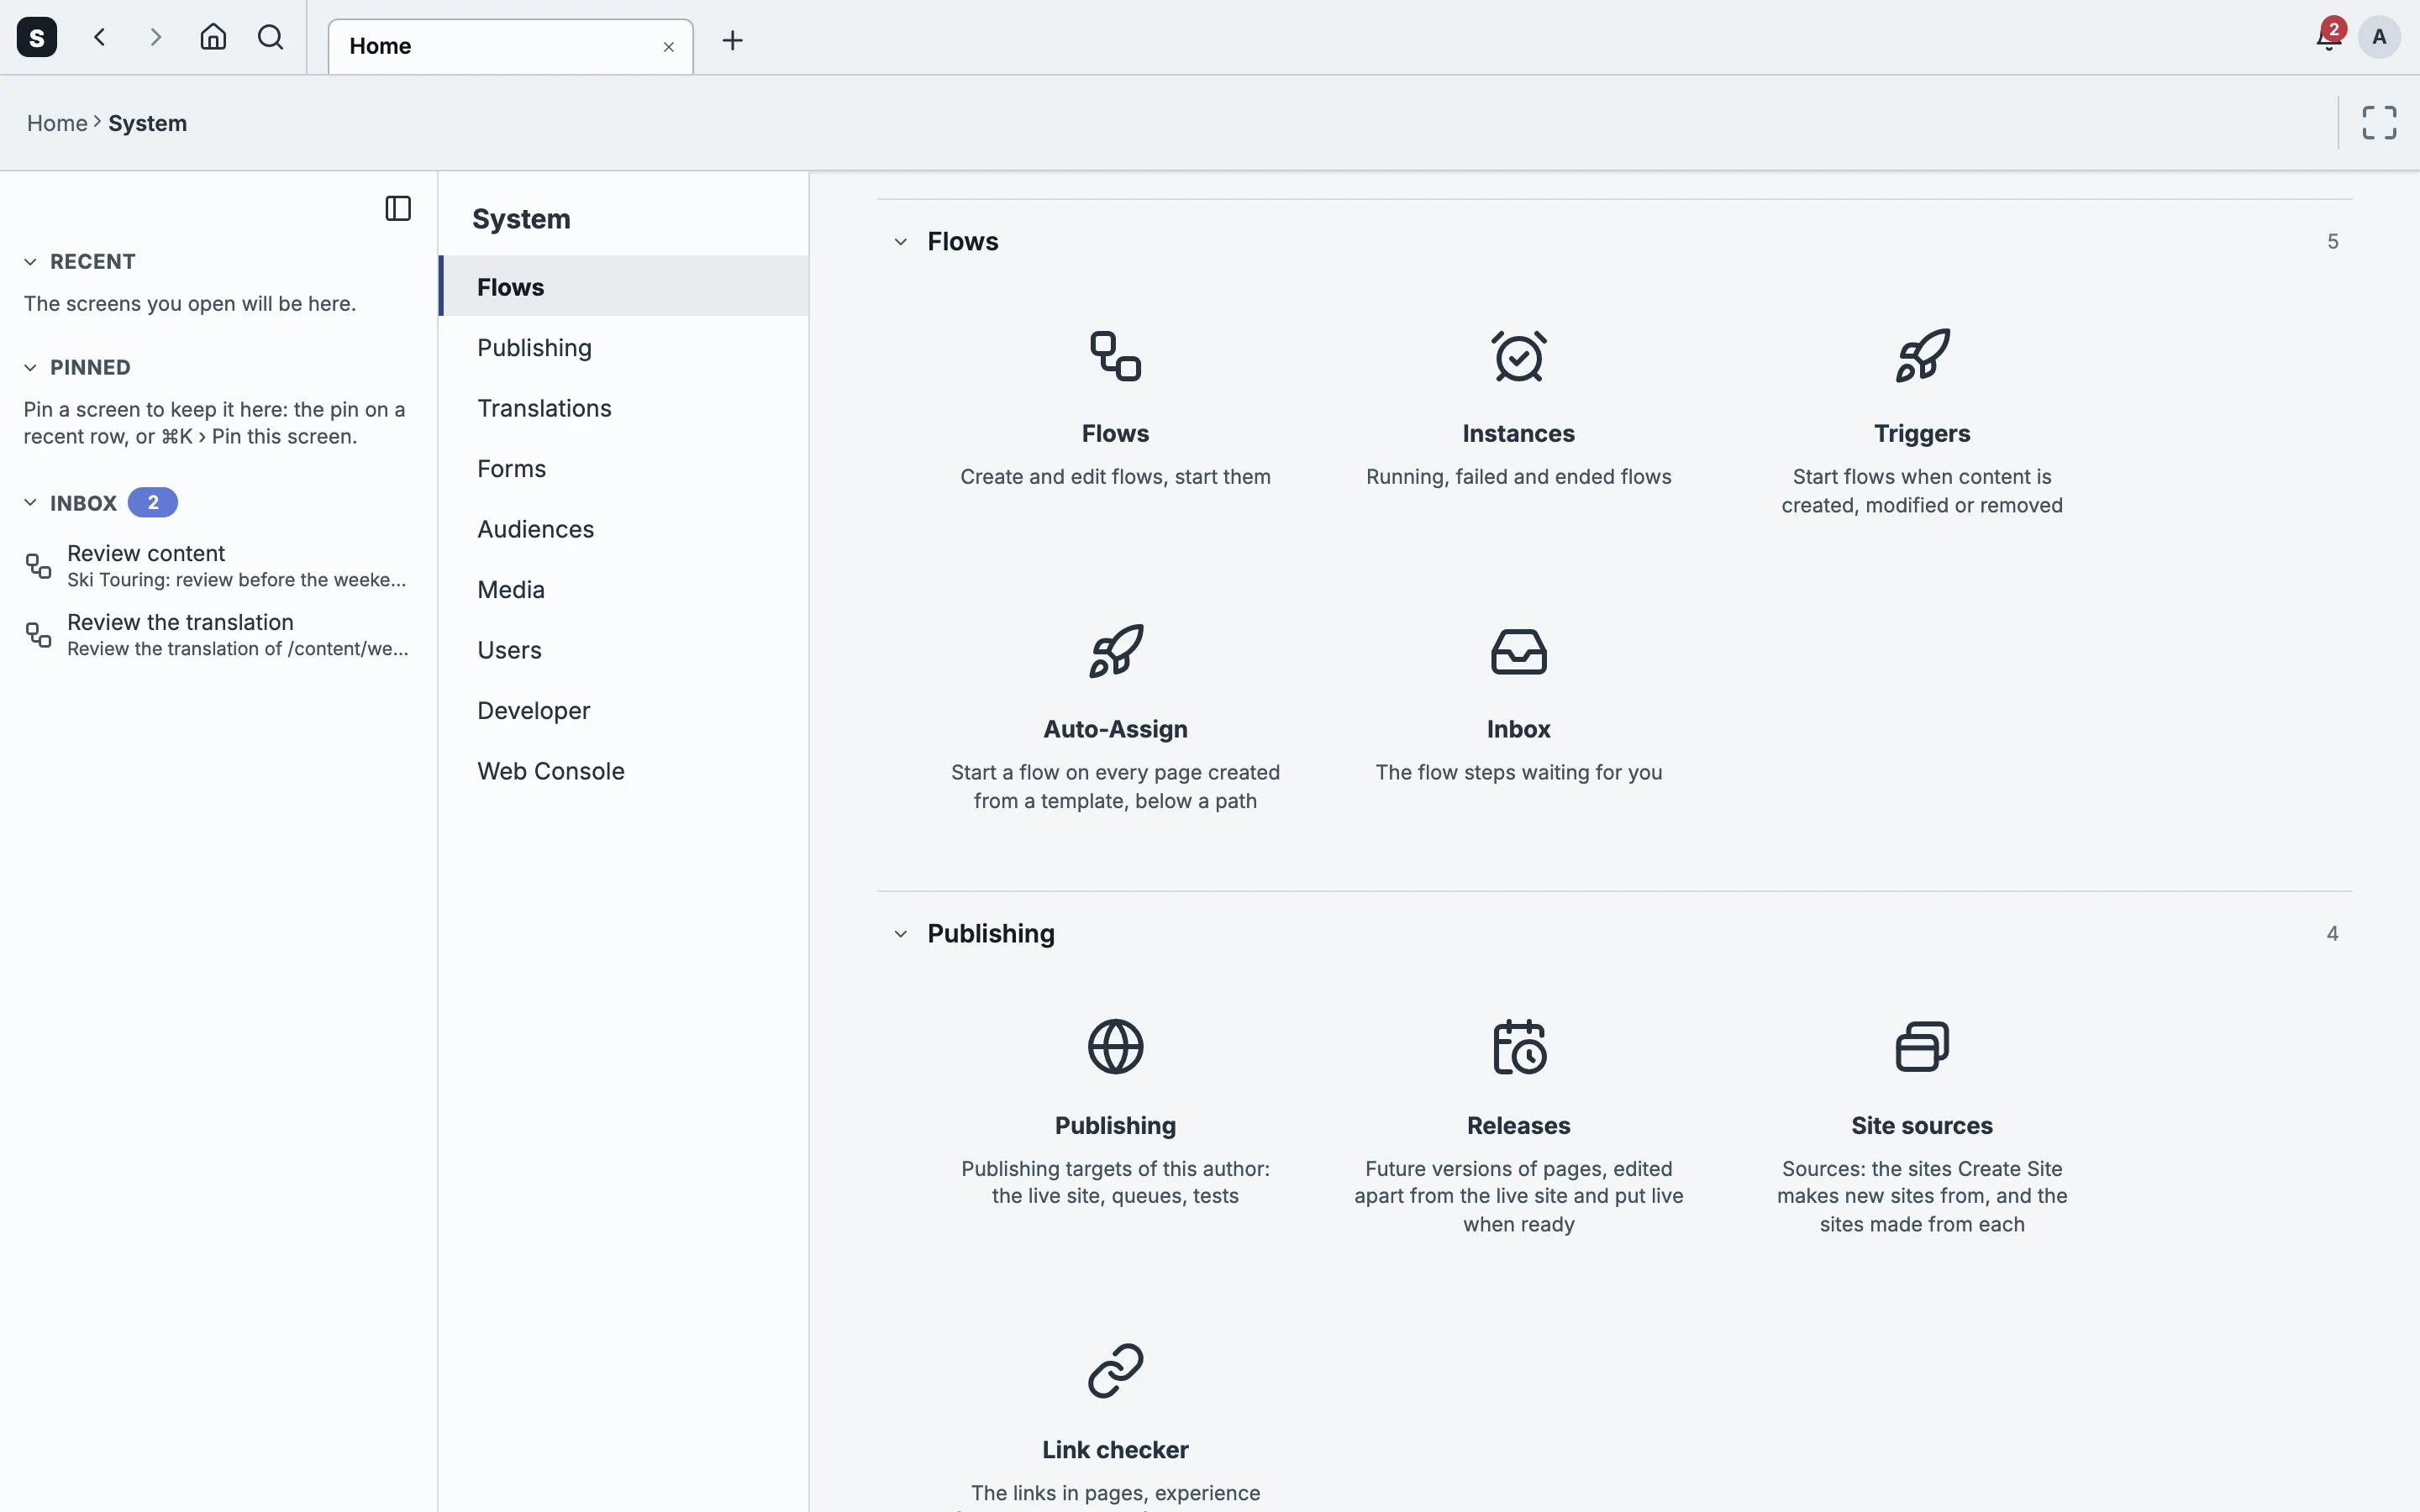 S
Home
2
A
Home
System
RECENT
The screens you open will be here.
PINNED
Pin a screen to keep it here: the pin on a
recent row, or ⌘K › Pin this screen.
INBOX 2
Review content
Ski Touring: review before the weeke...
Review the translation
Review the translation of /content/we...
System
Flows
Publishing
Translations
Forms
Audiences
Media
Users
Developer
Web Console
Flows
5
Flows
Create and edit flows, start them
Instances
Running, failed and ended flows
Triggers
Start flows when content is
created, modified or removed
Auto-Assign
Start a flow on every page created
from a template, below a path
Inbox
The flow steps waiting for you
Publishing
4
Publishing
Publishing targets of this author:
the live site, queues, tests
Releases
Future versions of pages, edited
apart from the live site and put live
when ready
Site sources
Sources: the sites Create Site
makes new sites from, and the
sites made from each
Link checker
The links in pages, experience